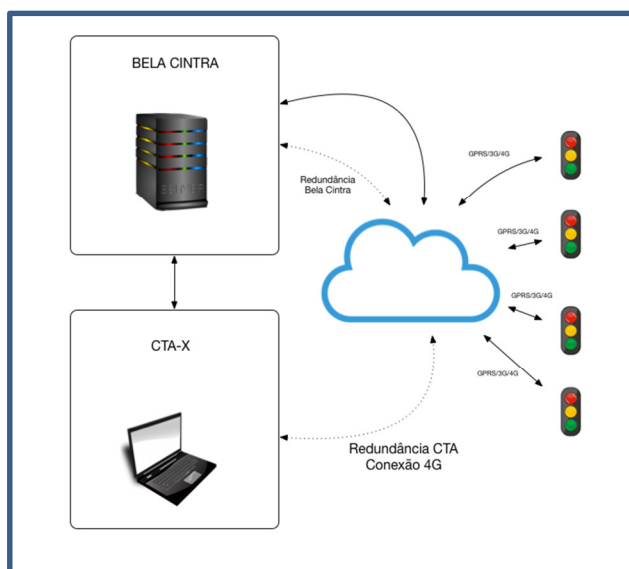 BELA CINTRA
GPRS/3G/4G
Redundância
Bela Cintra
GPRS/3G/4G
GPRS/3G/4G
CTA-X
GPRS/3G/4G
Redundância CTA
Conexão 4G